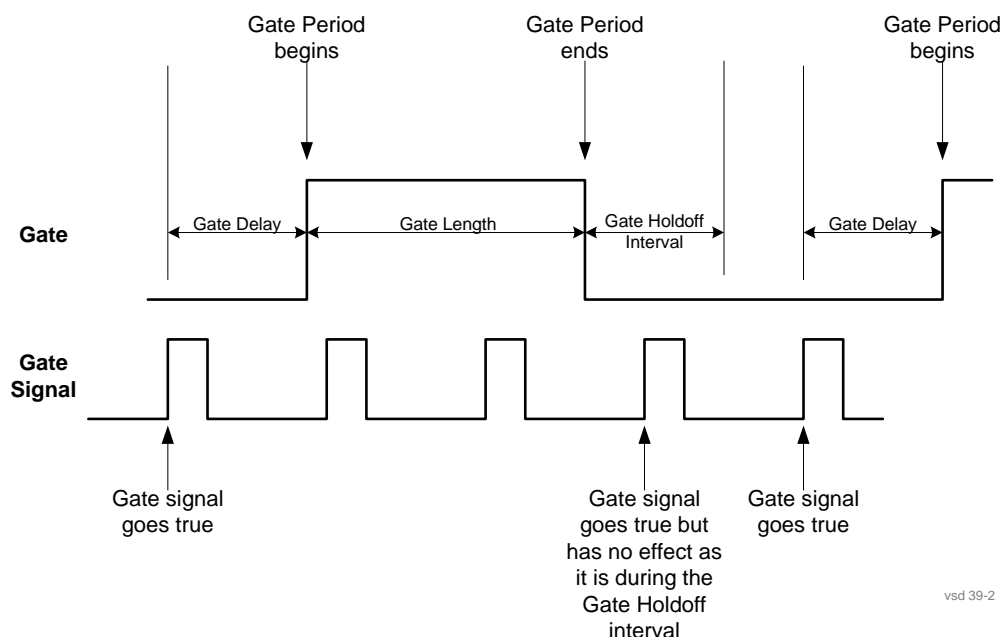 Gate Period
begins
Gate Period
ends
Gate Period
begins
Gate
Gate Delay
Gate Length
Gate Holdoff
Interval
Gate Delay
Gate
Signal
Gate signal
goes true
Gate signal
goes true but
has no effect as
it is during the
Gate Holdoff
interval
Gate signal
goes true
vsd 39-2